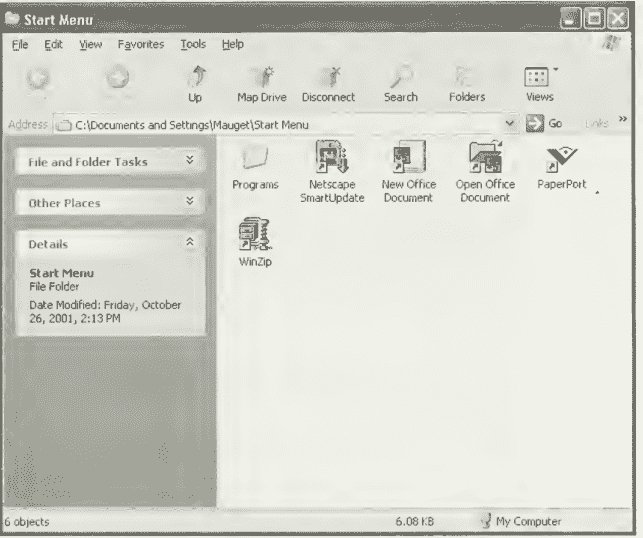 Start Menu
File Edit View Favorites Tools Help
Up Map Drive Disconnect Search Folders Views
Address C:\Documents and Settings\Mauget\Start Menu Go Links »
File and Folder Tasks
Other Places
Details
Start Menu
File Folder
Date Modified: Friday, October
26, 2001, 2:13 PM
Programs Netscape SmartUpdate New Office Document Open Office Document PaperPort
WinZip
6 objects 6.08 KB My Computer